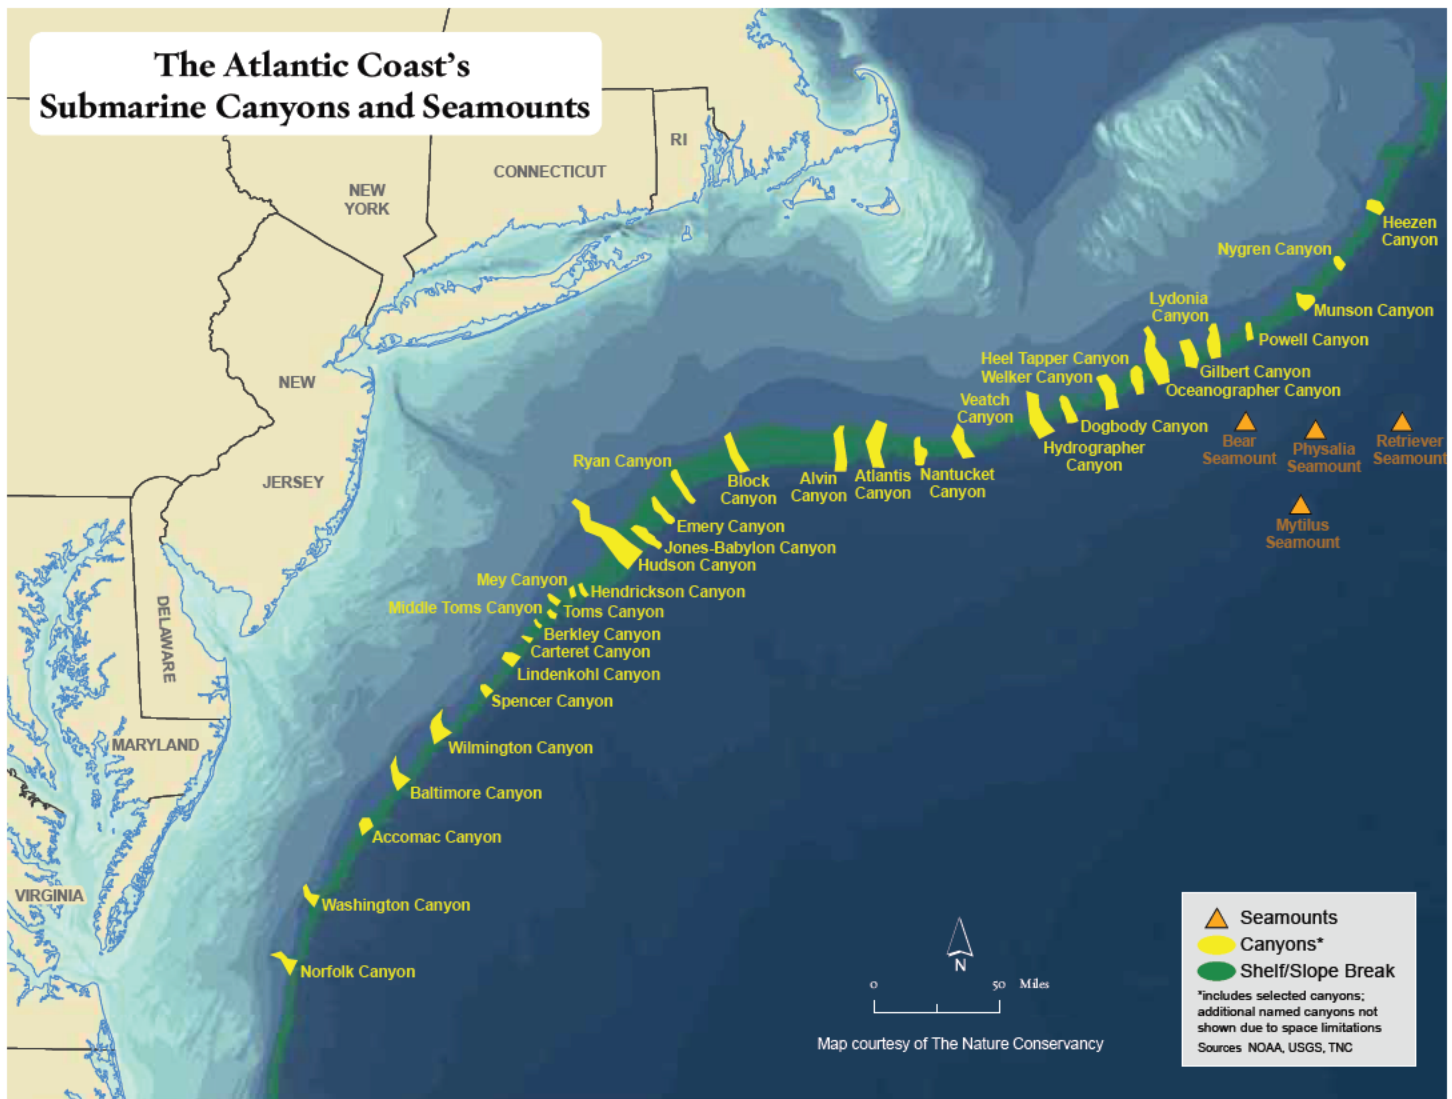 The Atlantic Coast's
Submarine Canyons and Seamounts
RI
CONNECTICUT
NEW
YORK
Heezen
Canyon
Nygren Canyon
Lydonia
Canyon
Munson Canyon
Powell Canyon
Heel Tapper Canyon
Gilbert Canyon
Welker Canyon
Oceanographer Canyon
NEW
Veatch
Canyon
Dogbody Canyon
Hydrographer
Canyon
Bear
Seamount
Physalia
Seamount
Retriever
Seamount
Ryan Canyon
Block
Canyon
Alvin
Canyon
Atlantis
Canyon
Nantucket
Canyon
JERSEY
Emery Canyon
Mytilus
Seamount
Jones-Babylon Canyon
Hudson Canyon
Mey Canyon
Hendrickson Canyon
Middle Toms Canyon
Toms Canyon
DELAWARE
Berkley Canyon
Carteret Canyon
Lindenkohl Canyon
Spencer Canyon
MARYLAND
Wilmington Canyon
Baltimore Canyon
Accomac Canyon
VIRGINIA
Washington Canyon
Norfolk Canyon
N
0 50 Miles
Map courtesy of The Nature Conservancy
Seamounts
Canyons*
Shelf/Slope Break
*includes selected canyons;
additional named canyons not
shown due to space limitations
Sources NOAA, USGS, TNC